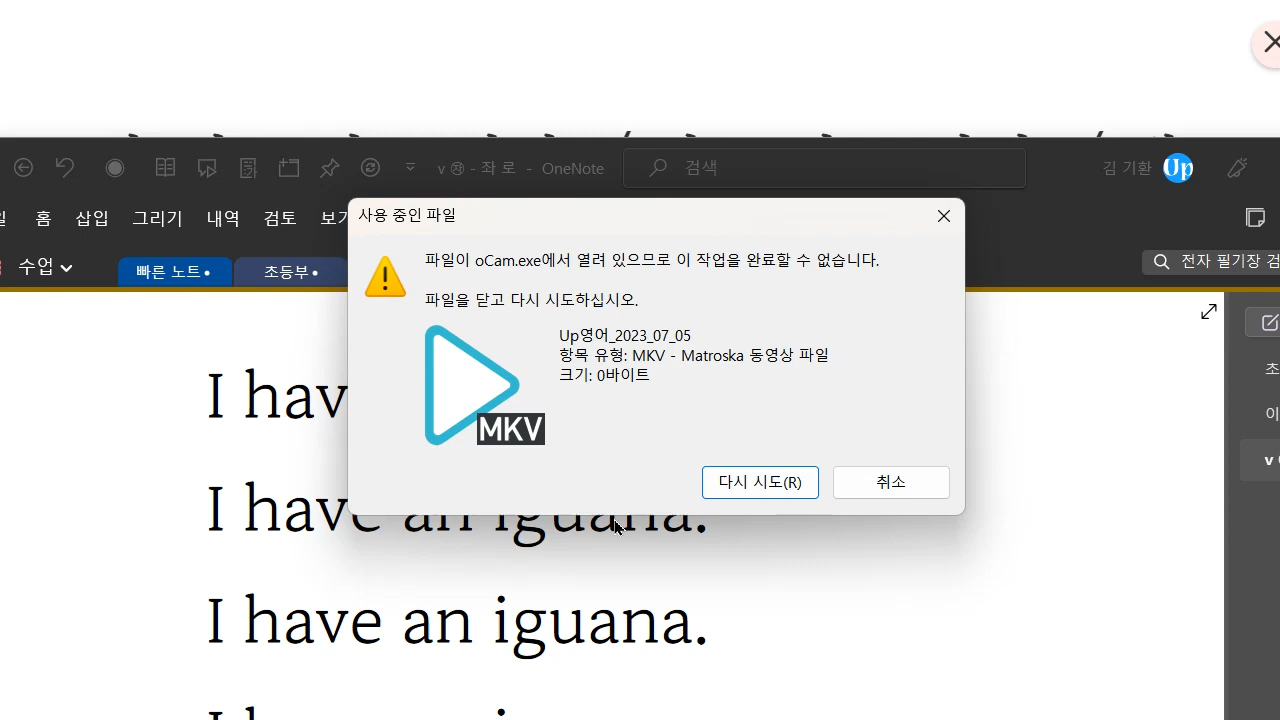 v ㉘ - 좌 로 - OneNote
검색
김 기환
Up
홈 삽입 그리기 내역 검토 보기
사용 중인 파일
수업
빠른 노트
초등부
전자 필기장 검
파일이 oCam.exe에서 열려 있으므로 이 작업을 완료할 수 없습니다.
파일을 닫고 다시 시도하십시오.
Up영어_2023_07_05
항목 유형: MKV - Matroska 동영상 파일
크기: 0바이트
MKV
다시 시도(R)
취소
초
이
v
I hav
I have an iguana.
I have an iguana.